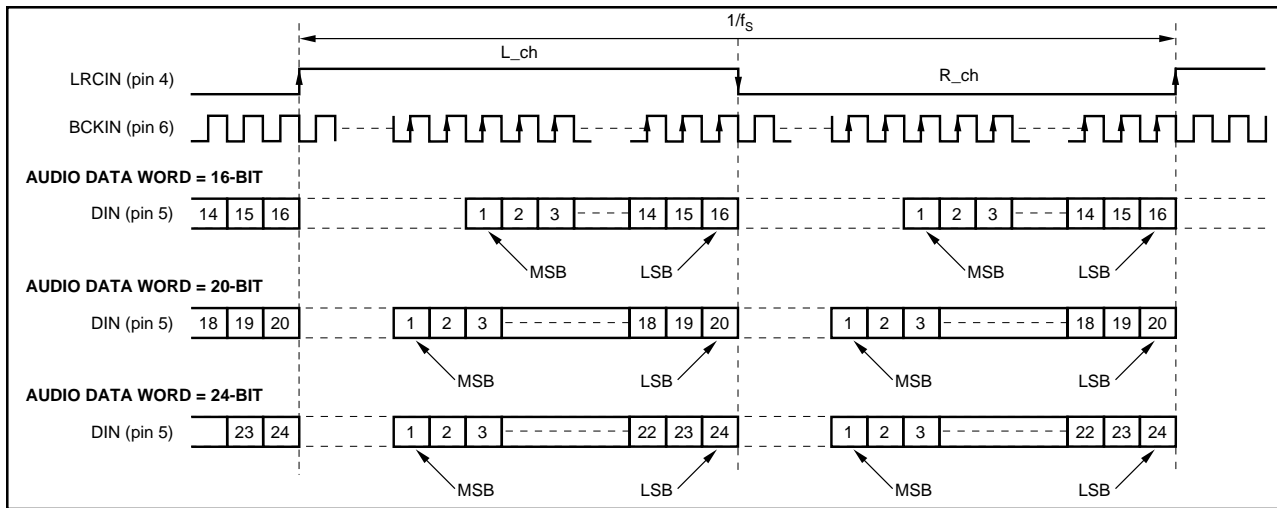 1/fS
L_ch
R_ch
LRCIN (pin 4)
BCKIN (pin 6)
AUDIO DATA WORD = 16-BIT
DIN (pin 5) 14 15 16 1 2 3 14 15 16 1 2 3 14 15 16
MSB LSB MSB LSB
AUDIO DATA WORD = 20-BIT
DIN (pin 5) 18 19 20 1 2 3 18 19 20 1 2 3 18 19 20
MSB LSB MSB LSB
AUDIO DATA WORD = 24-BIT
DIN (pin 5) 23 24 1 2 3 22 23 24 1 2 3 22 23 24
MSB LSB MSB LSB